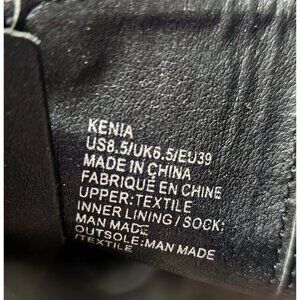 KENIA
US8.5/UK6.5/EU39
MADE IN CHINA
FABRIQUÉ EN CHINE
UPPER:TEXTILE
INNER LINING/SOCK:
MAN MADE
OUTSOLE:MAN MADE
/TEXTILE